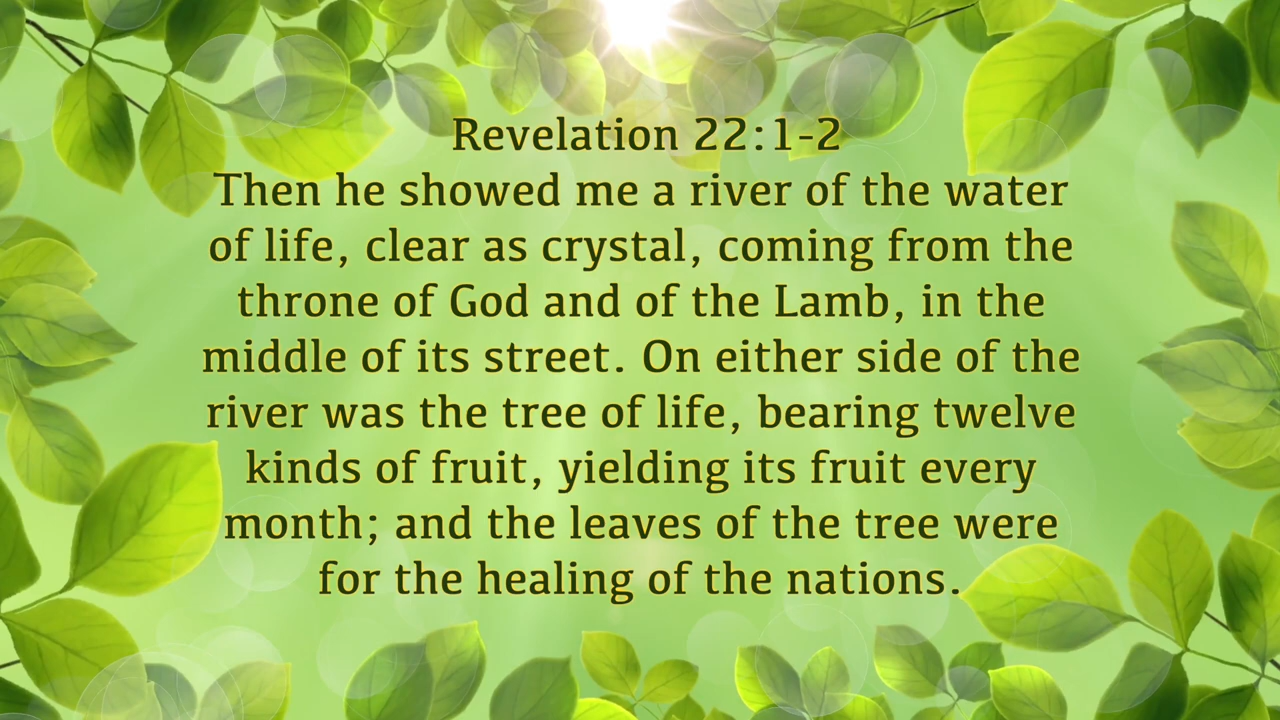 Revelation 22:1-2
Then he showed me a river of the water
of life, clear as crystal, coming from the
throne of God and of the Lamb, in the
middle of its street. On either side of the
river was the tree of life, bearing twelve
kinds of fruit, yielding its fruit every
month; and the leaves of the tree were
for the healing of the nations.